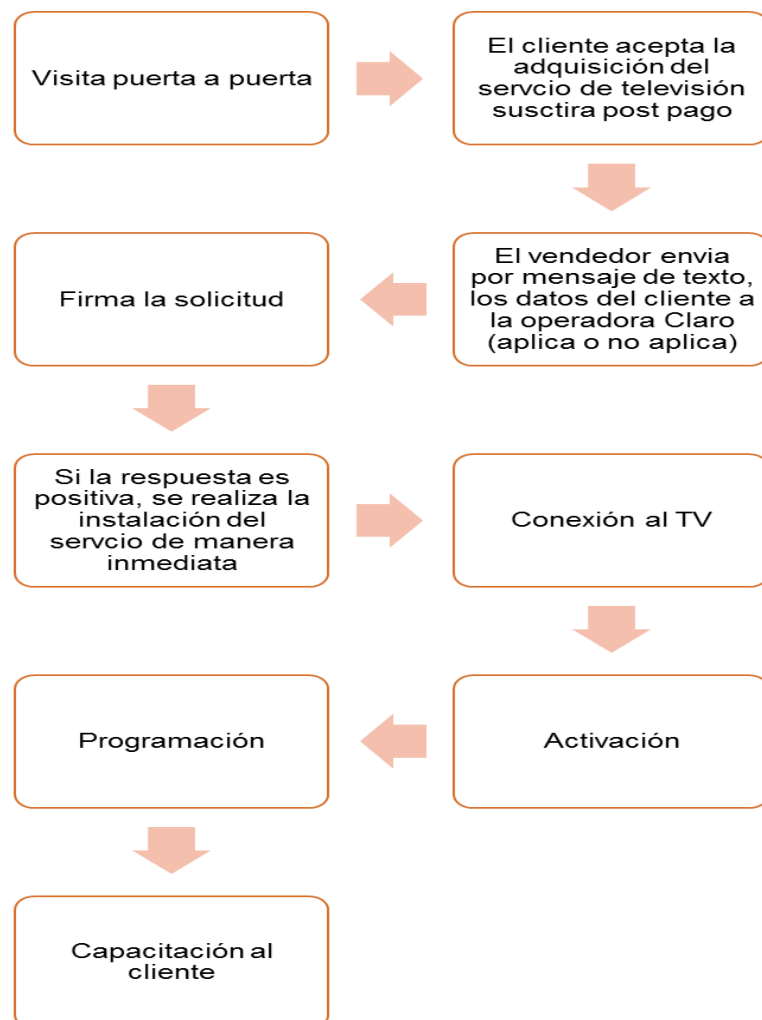 Visita puerta a puerta
El cliente acepta la
adquisición del
servcio de televisión
susctira post pago
El vendedor envia
por mensaje de texto,
los datos del cliente a
la operadora Claro
(aplica o no aplica)
Firma la solicitud
Si la respuesta es
positiva, se realiza la
instalación del
servcio de manera
inmediata
Conexión al TV
Activación
Programación
Capacitación al
cliente